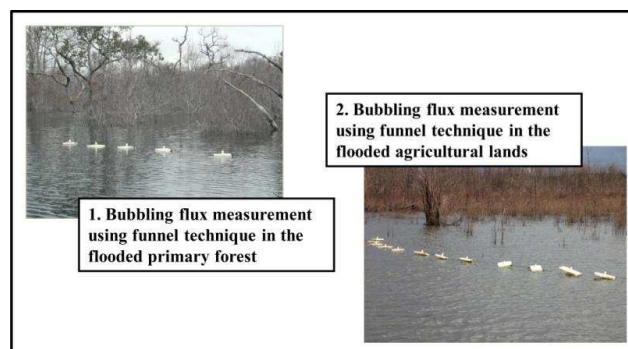 1. Bubbling flux measurement
using funnel technique in the
flooded primary forest
2. Bubbling flux measurement
using funnel technique in the
flooded agricultural lands